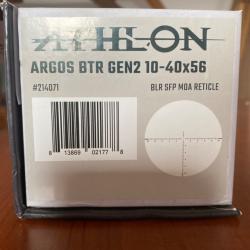 ATHLON
ARGOS BTR GEN2 10-40x56
#214071
BLR SFP MOA RETICLE
8 13869 02177 8